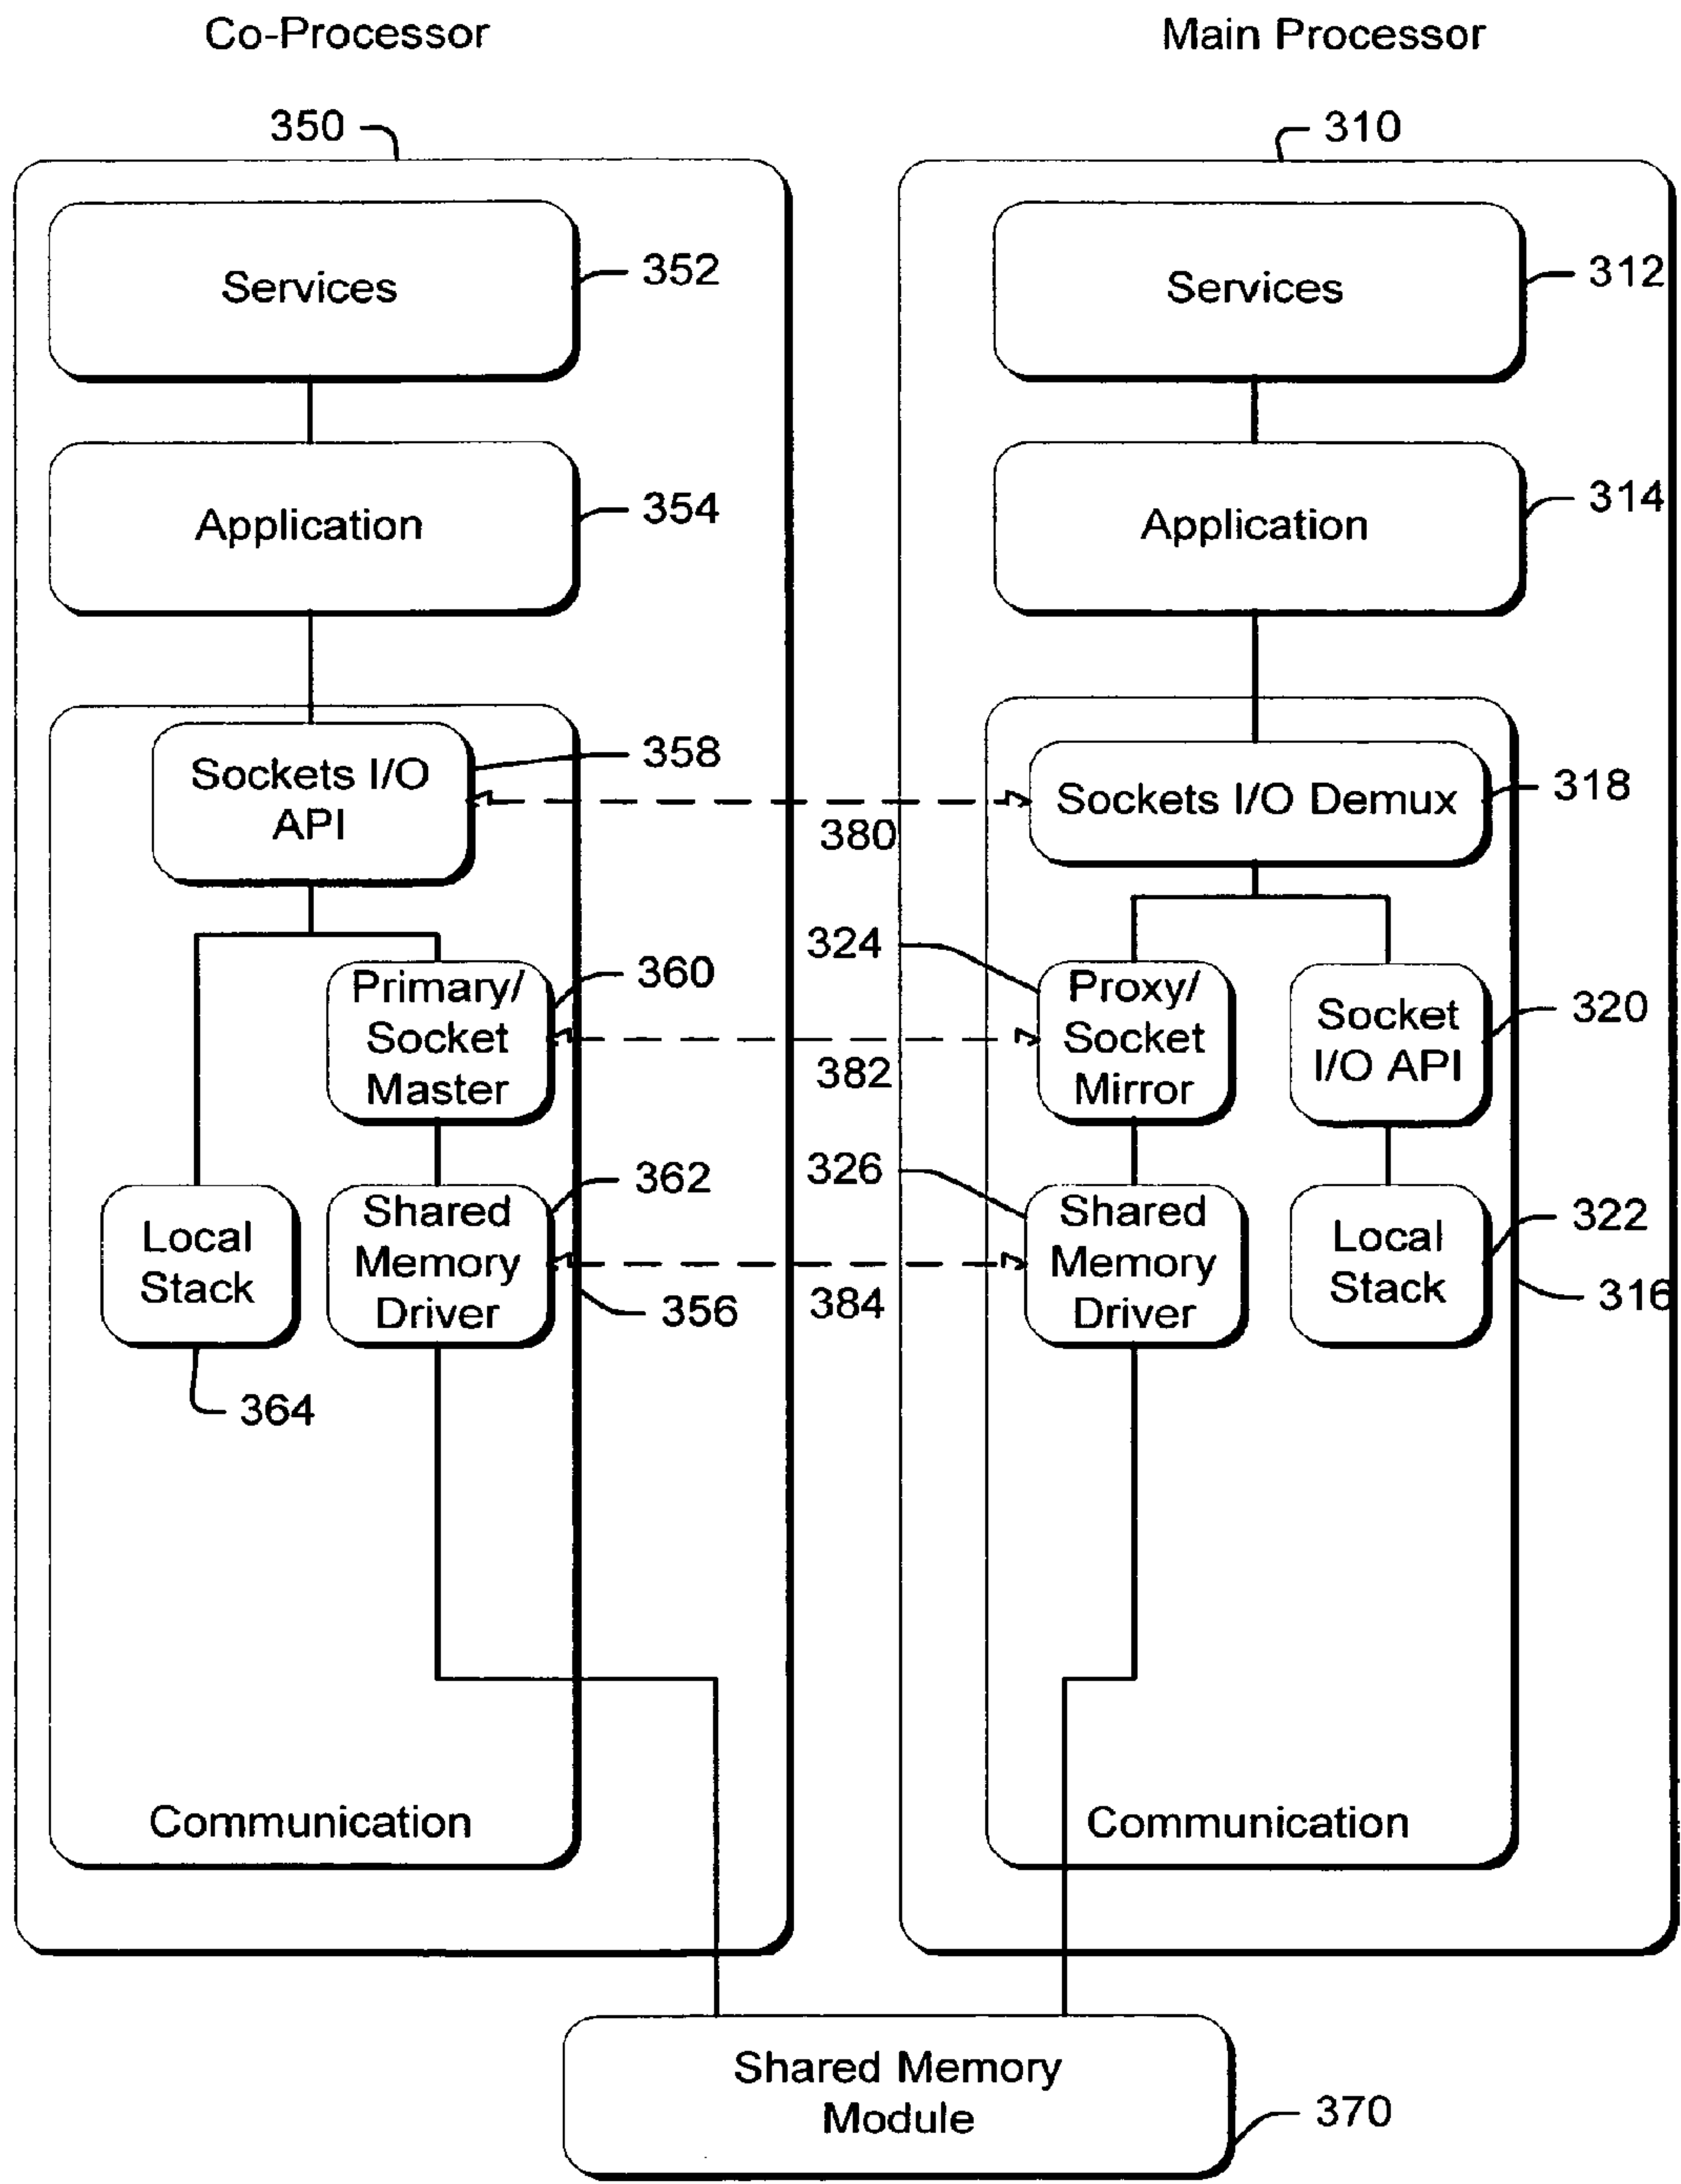 Co-Processor
Main Processor
350
310
Services
352
Services
312
Application
354
Application
314
Sockets I/O
API
358
380
Sockets I/O Demux
318
Primary/
Socket
Master
360
382
324
Proxy/
Socket
Mirror
Socket
I/O API
320
Local
Stack
364
Shared
Memory
Driver
362
356
384
326
Shared
Memory
Driver
Local
Stack
322
316
Communication
Communication
Shared Memory
Module
370